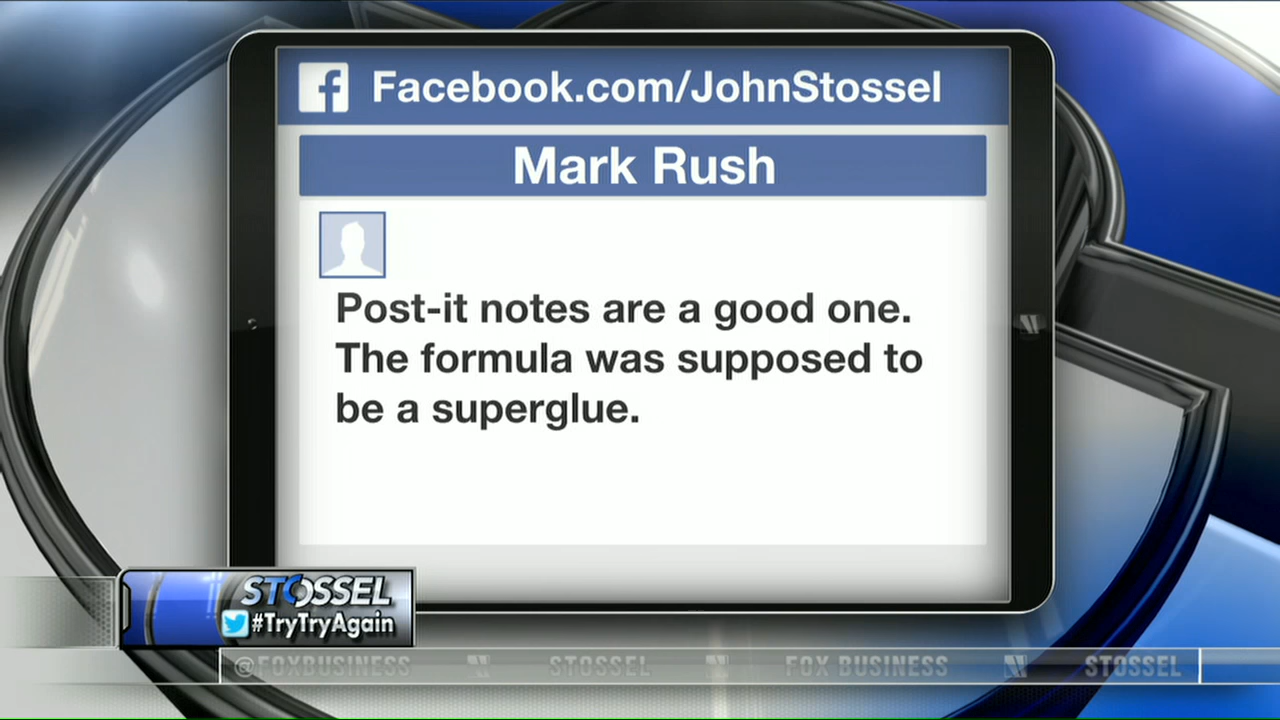 Facebook.com/JohnStossel
Mark Rush
Post-it notes are a good one.
The formula was supposed to
be a superglue.
STOSSEL
#TryTryAgain
@FOXBUSINESS STOSSEL FOX BUSINESS STOSSEL